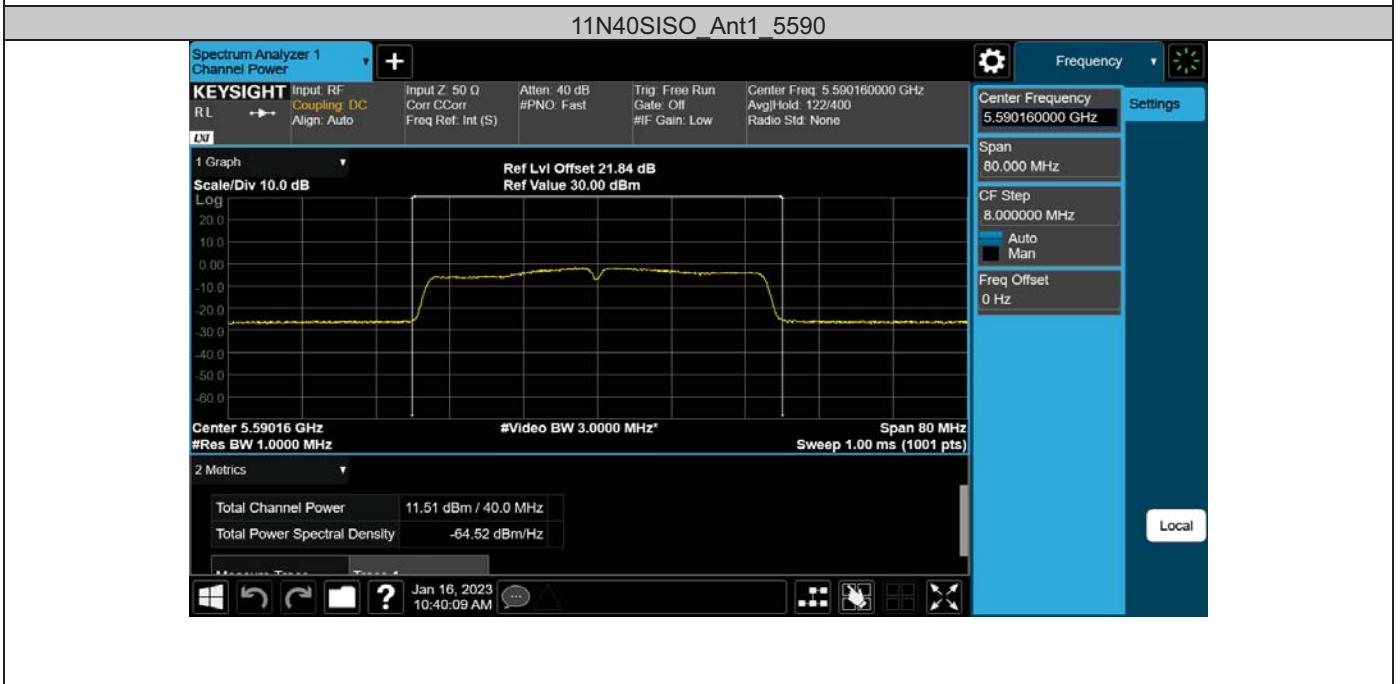 11N40SISO_Ant1_5590
Spectrum Analyzer 1
Channel Power
Frequency
KEYSIGHT
RL
LXI
Input: RF
Coupling: DC
Align: Auto
Input Z: 50 Ω
Corr CCorr
Freq Ref: Int (S)
Atten: 40 dB
#PNO: Fast
Trig: Free Run
Gate: Off
#IF Gain: Low
Center Freq: 5.590160000 GHz
Avg|Hold: 122/400
Radio Std: None
Center Frequency
5.590160000 GHz
Settings
Span
80.000 MHz
CF Step
8.000000 MHz
Auto
Man
Freq Offset
0 Hz
1 Graph
Scale/Div 10.0 dB
Ref Lvl Offset 21.84 dB
Ref Value 30.00 dBm
Log
20.0
10.0
0.00
-10.0
-20.0
-30.0
-40.0
-50.0
-60.0
Center 5.59016 GHz
#Video BW 3.0000 MHz*
Span 80 MHz
#Res BW 1.0000 MHz
Sweep 1.00 ms (1001 pts)
2 Metrics
Total Channel Power 11.51 dBm / 40.0 MHz
Total Power Spectral Density -64.52 dBm/Hz
Local
?
Jan 16, 2023
10:40:09 AM